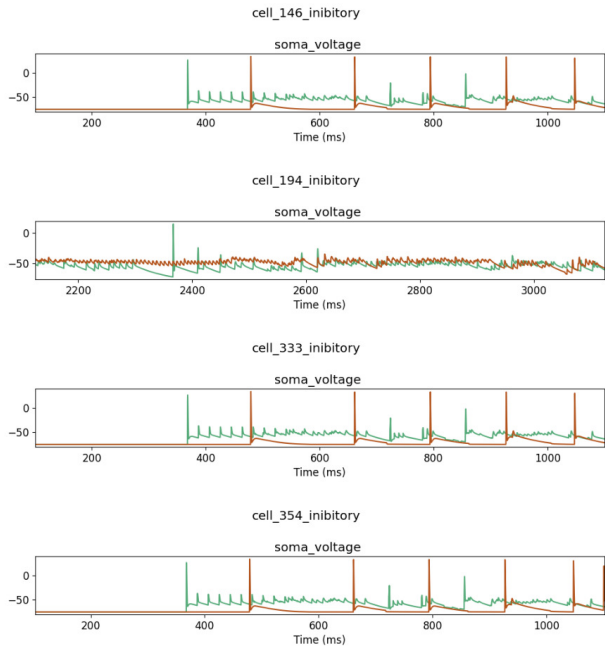 cell_146_inibitory
soma_voltage
0
−50
200 400 600 800 1000
Time (ms)
cell_194_inibitory
soma_voltage
0
−50
2200 2400 2600 2800 3000
Time (ms)
cell_333_inibitory
soma_voltage
0
−50
200 400 600 800 1000
Time (ms)
cell_354_inibitory
soma_voltage
0
−50
200 400 600 800 1000
Time (ms)